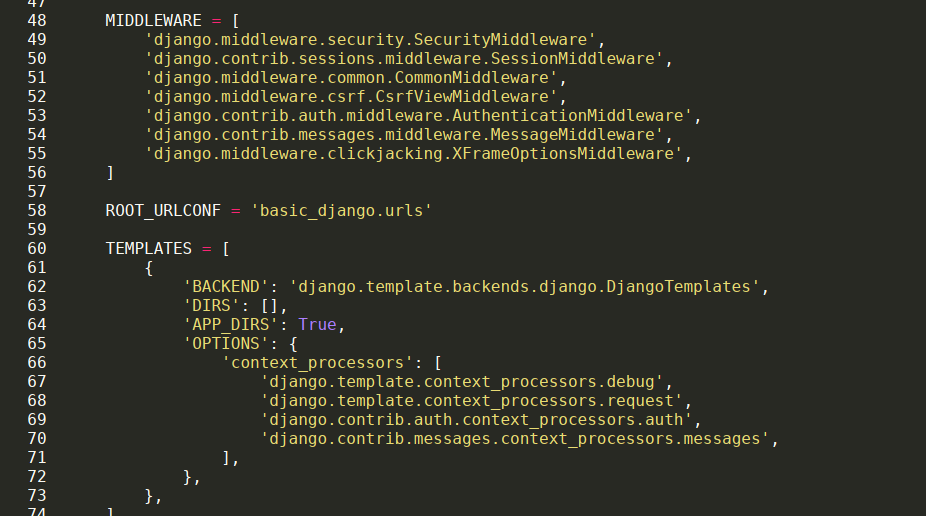 47
48 MIDDLEWARE = [
49     'django.middleware.security.SecurityMiddleware',
50     'django.contrib.sessions.middleware.SessionMiddleware',
51     'django.middleware.common.CommonMiddleware',
52     'django.middleware.csrf.CsrfViewMiddleware',
53     'django.contrib.auth.middleware.AuthenticationMiddleware',
54     'django.contrib.messages.middleware.MessageMiddleware',
55     'django.middleware.clickjacking.XFrameOptionsMiddleware',
56 ]
57
58 ROOT_URLCONF = 'basic_django.urls'
59
60 TEMPLATES = [
61     {
62         'BACKEND': 'django.template.backends.django.DjangoTemplates',
63         'DIRS': [],
64         'APP_DIRS': True,
65         'OPTIONS': {
66             'context_processors': [
67                 'django.template.context_processors.debug',
68                 'django.template.context_processors.request',
69                 'django.contrib.auth.context_processors.auth',
70                 'django.contrib.messages.context_processors.messages',
71             ],
72         },
73     },
74 ]